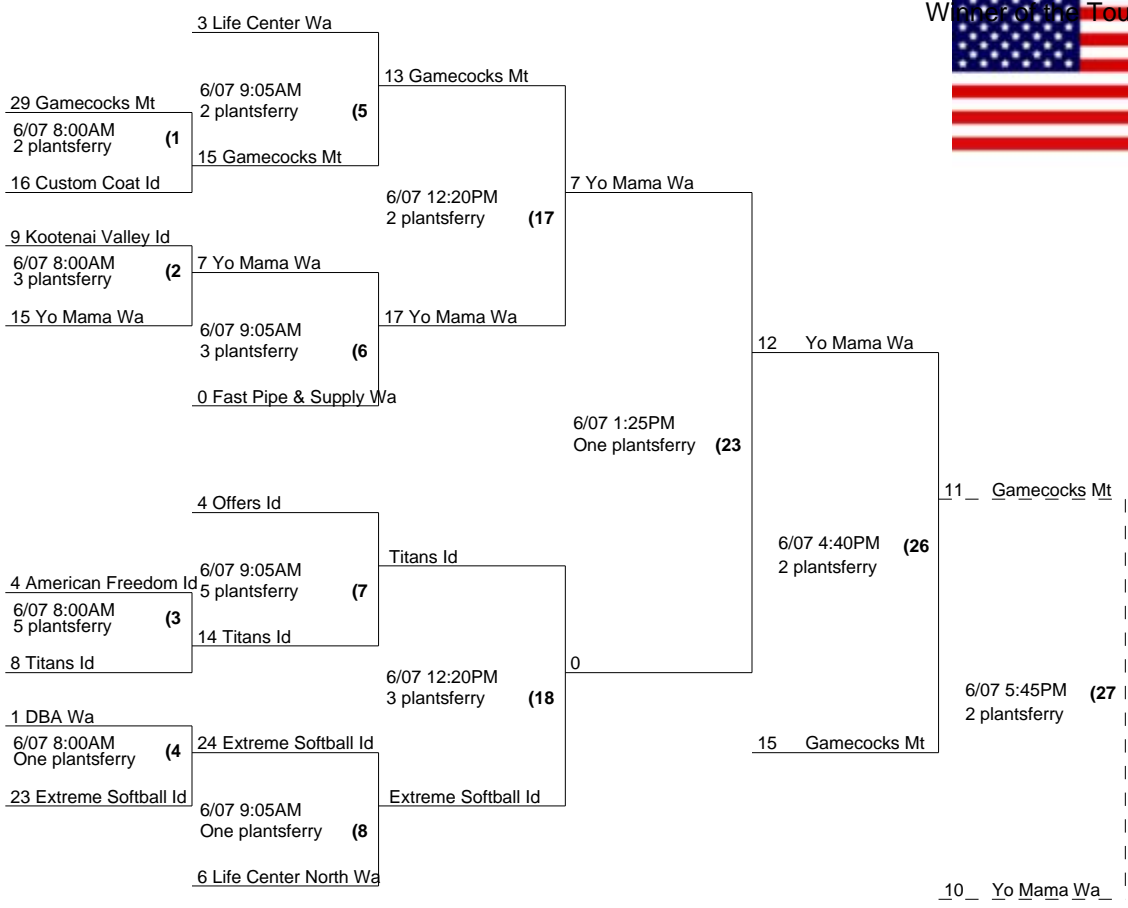 Winner of the Tou
3 Life Center Wa
13 Gamecocks Mt
6/07 9:05AM
2 plantsferry (5
29 Gamecocks Mt
6/07 8:00AM
2 plantsferry (1
15 Gamecocks Mt
16 Custom Coat Id
7 Yo Mama Wa
6/07 12:20PM
2 plantsferry (17
9 Kootenai Valley Id
6/07 8:00AM
3 plantsferry (2
7 Yo Mama Wa
15 Yo Mama Wa
17 Yo Mama Wa
6/07 9:05AM
3 plantsferry (6
12 Yo Mama Wa
0 Fast Pipe & Supply Wa
6/07 1:25PM
One plantsferry (23
4 Offers Id
11 Gamecocks Mt
6/07 4:40PM
2 plantsferry (26
Titans Id
4 American Freedom Id
6/07 9:05AM
5 plantsferry (7
6/07 8:00AM
5 plantsferry (3
14 Titans Id
8 Titans Id
0
6/07 12:20PM
3 plantsferry (18
6/07 5:45PM
2 plantsferry (27
1 DBA Wa
6/07 8:00AM
One plantsferry (4
24 Extreme Softball Id
15 Gamecocks Mt
23 Extreme Softball Id
Extreme Softball Id
6/07 9:05AM
One plantsferry (8
6 Life Center North Wa
10 Yo Mama Wa